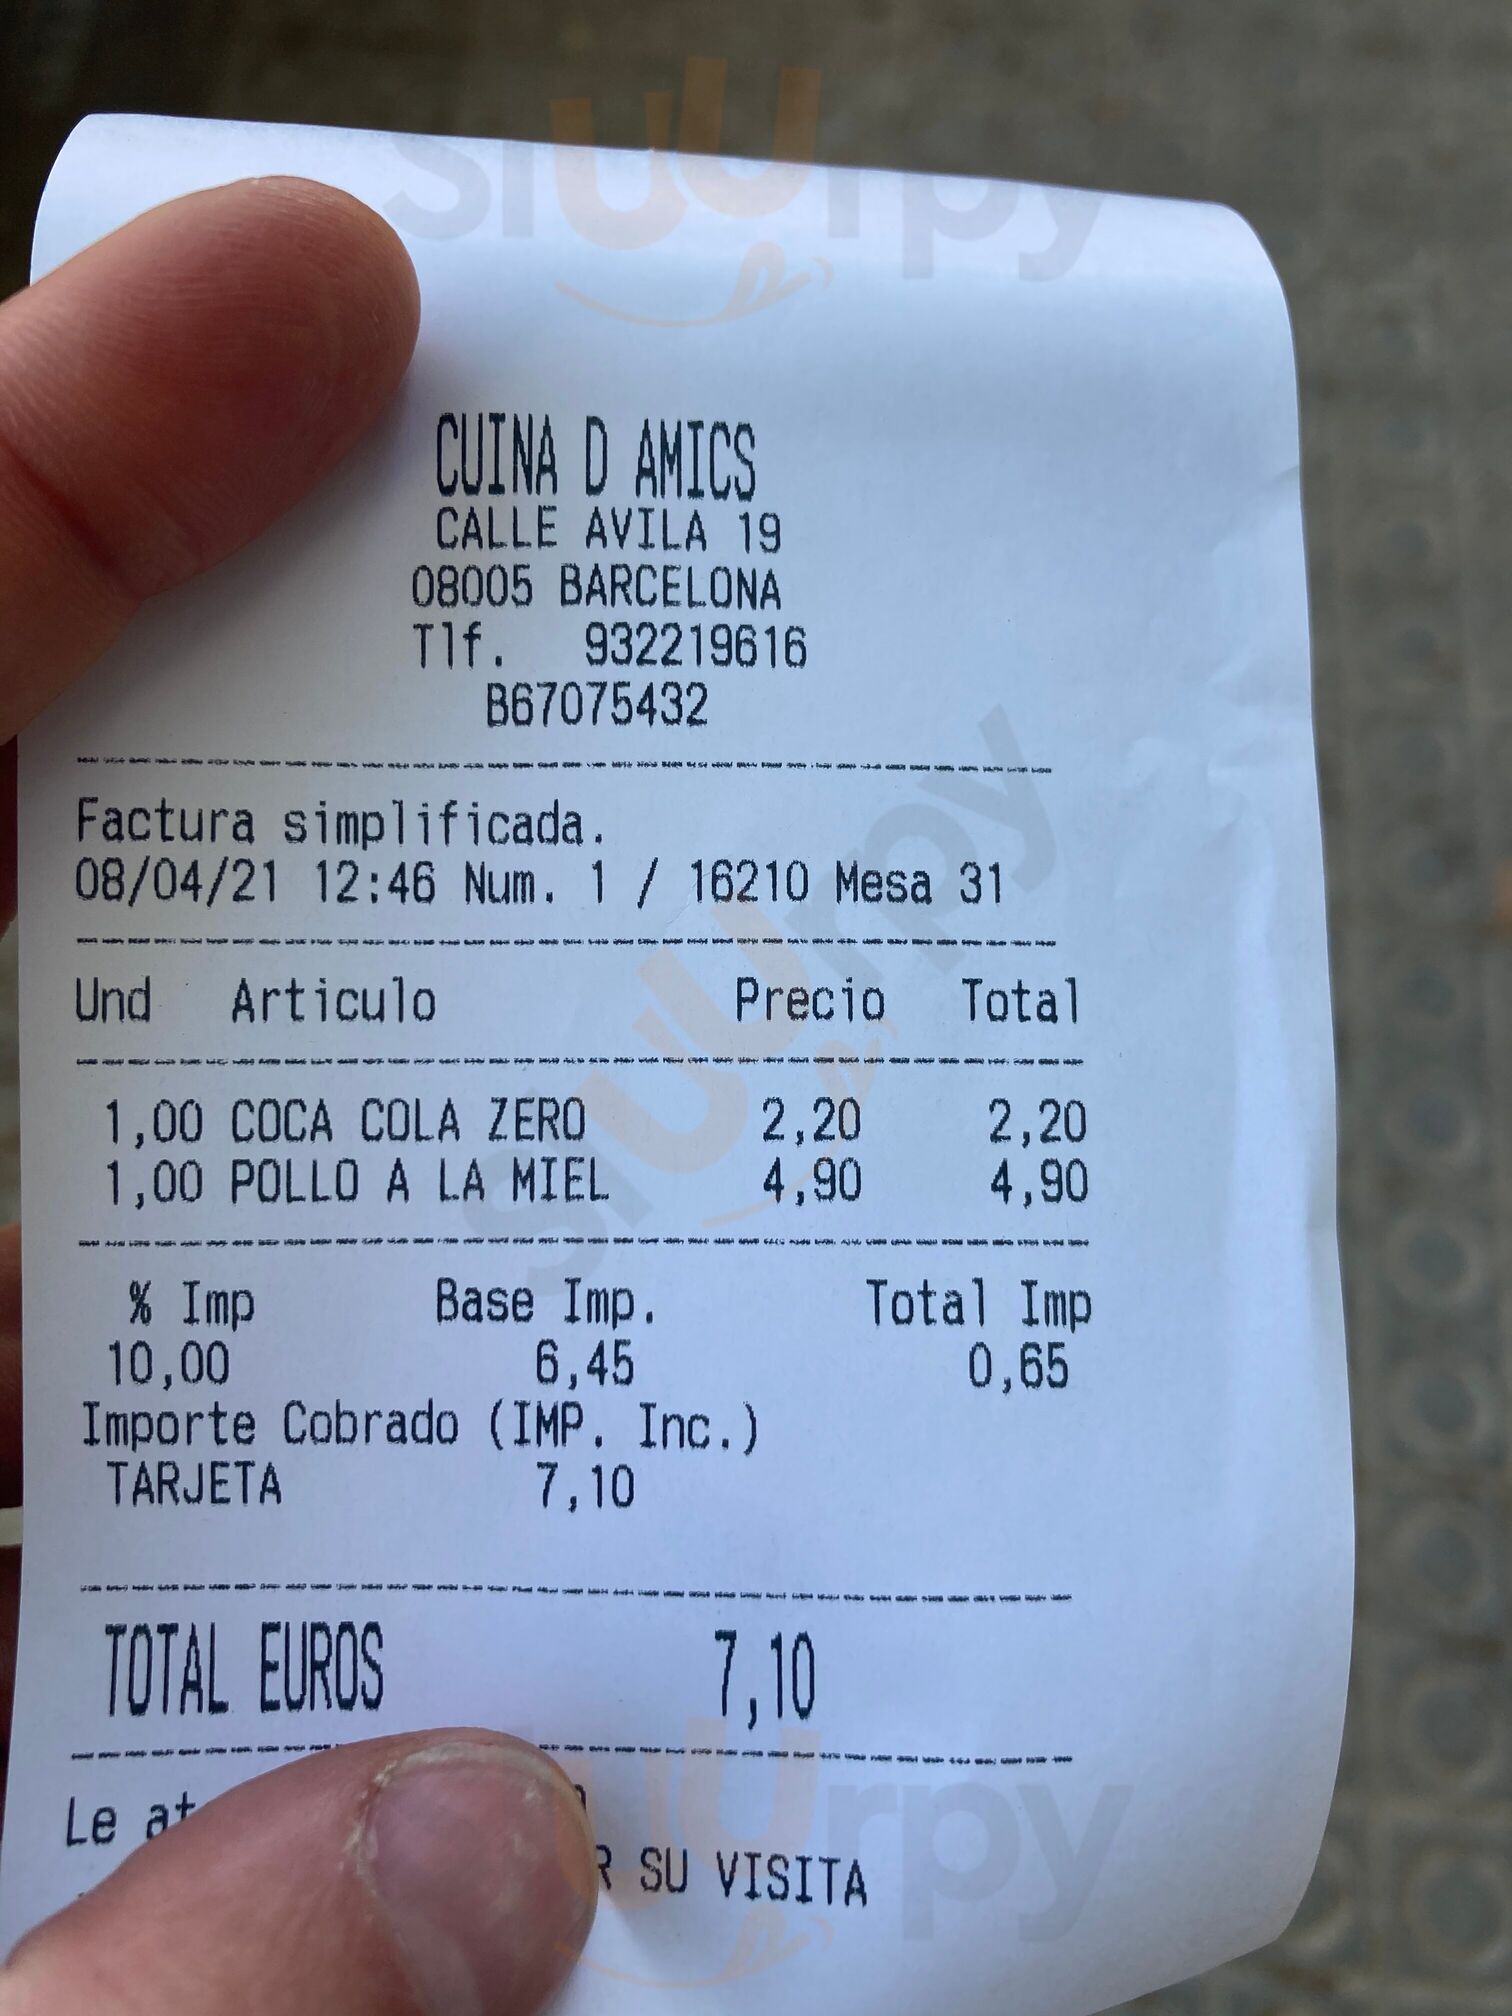 sluurpy
CUINA D AMICS
CALLE AVILA 19
08005 BARCELONA
Tlf. 932219616
B67075432
Factura simplificada.
08/04/21 12:46 Num. 1 / 16210 Mesa 31
Und Articulo Precio Total
sluurpy
1,00 COCA COLA ZERO 2,20 2,20
1,00 POLLO A LA MIEL 4,90 4,90
% Imp Base Imp. Total Imp
10,00 6,45 0,65
Importe Cobrado (IMP. Inc.)
TARJETA 7,10
TOTAL EUROS 7,10
Le
SU VISITA